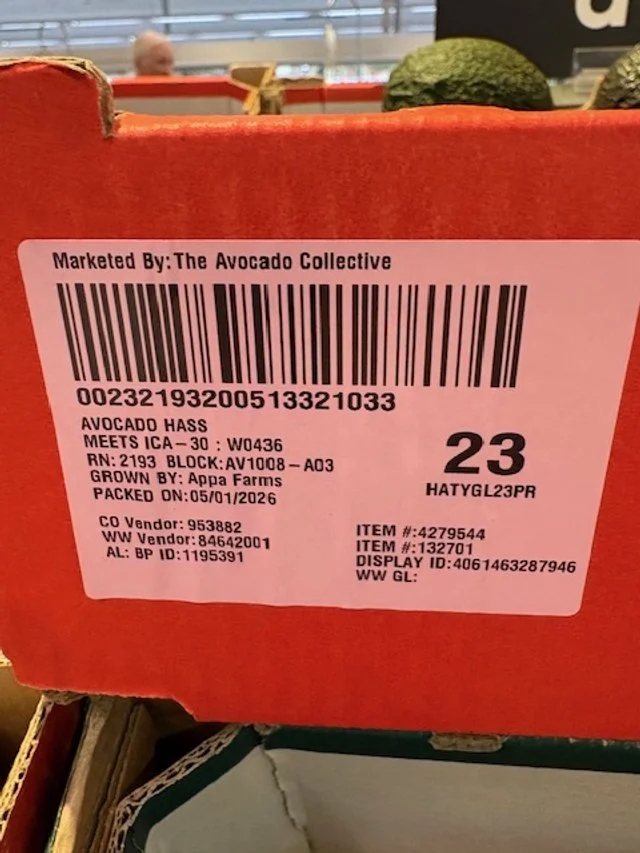 Marketed By: The Avocado Collective
00232193200513321033
AVOCADO HASS
MEETS ICA-30 : W0436
RN: 2193 BLOCK:AV1008-A03
GROWN BY: Appa Farms
PACKED ON:05/01/2026
23
HATYGL23PR
CO Vendor: 953882
WW Vendor: 84642001
AL: BP ID:1195391
ITEM #:4279544
ITEM #:132701
DISPLAY ID:4061463287946
WW GL: